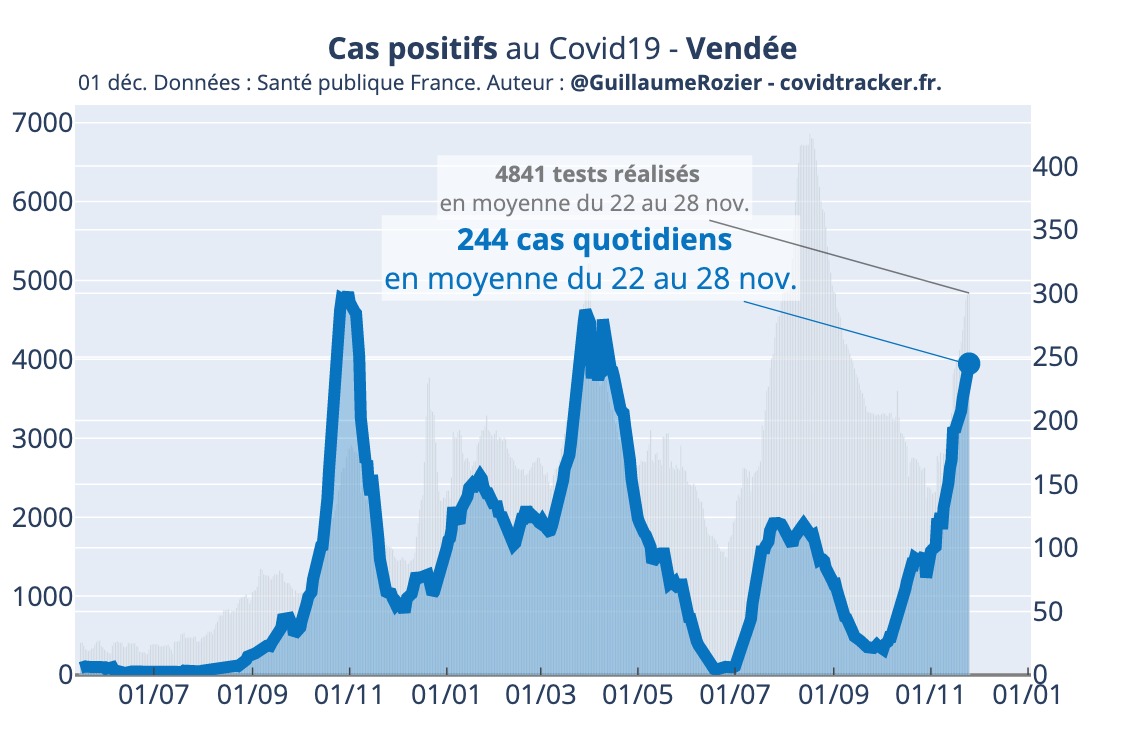 Cas positifs au Covid19 - Vendée
01 déc. Données : Santé publique France. Auteur : @GuillaumeRozier - covidtracker.fr.
7000
6000
5000
4000
3000
2000
1000
0
4841 tests réalisés
en moyenne du 22 au 28 nov.
244 cas quotidiens
en moyenne du 22 au 28 nov.
400
350
300
250
200
150
100
50
0
01/07 01/09 01/11 01/01 01/03 01/05 01/07 01/09 01/11 01/01